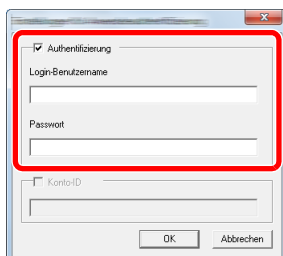 Authentifizierung
Login-Benutzername
Passwort
Konto-ID
OK Abbrechen